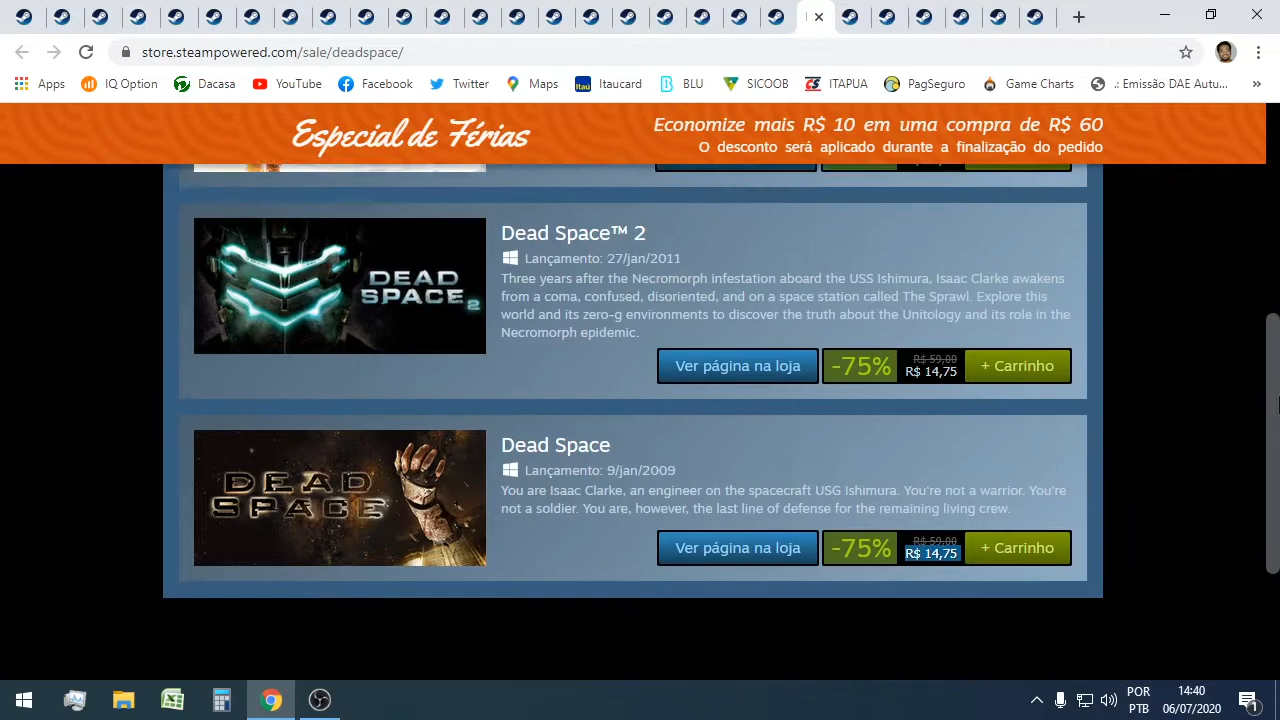 store.steampowered.com/sale/deadspace/
Apps IQ Option Dacasa YouTube Facebook Twitter Maps Itaú Itaucard BLU SICOOB ITAPUA PagSeguro Game Charts .: Emissão DAE Autu... »
Especial de Férias
Economize mais R$ 10 em uma compra de R$ 60
O desconto será aplicado durante a finalização do pedido
DEAD SPACE 2
Dead Space™ 2
Lançamento: 27/jan/2011
Three years after the Necromorph infestation aboard the USS Ishimura, Isaac Clarke awakens
from a coma, confused, disoriented, and on a space station called The Sprawl. Explore this
world and its zero-g environments to discover the truth about the Unitology and its role in the
Necromorph epidemic.
Ver página na loja -75% R$ 59,00 R$ 14,75 + Carrinho
DEAD SPACE
Dead Space
Lançamento: 9/jan/2009
You are Isaac Clarke, an engineer on the spacecraft USG Ishimura. You're not a warrior. You're
not a soldier. You are, however, the last line of defense for the remaining living crew.
Ver página na loja -75% R$ 59,00 R$ 14,75 + Carrinho
POR 14:40
PTB 06/07/2020 1